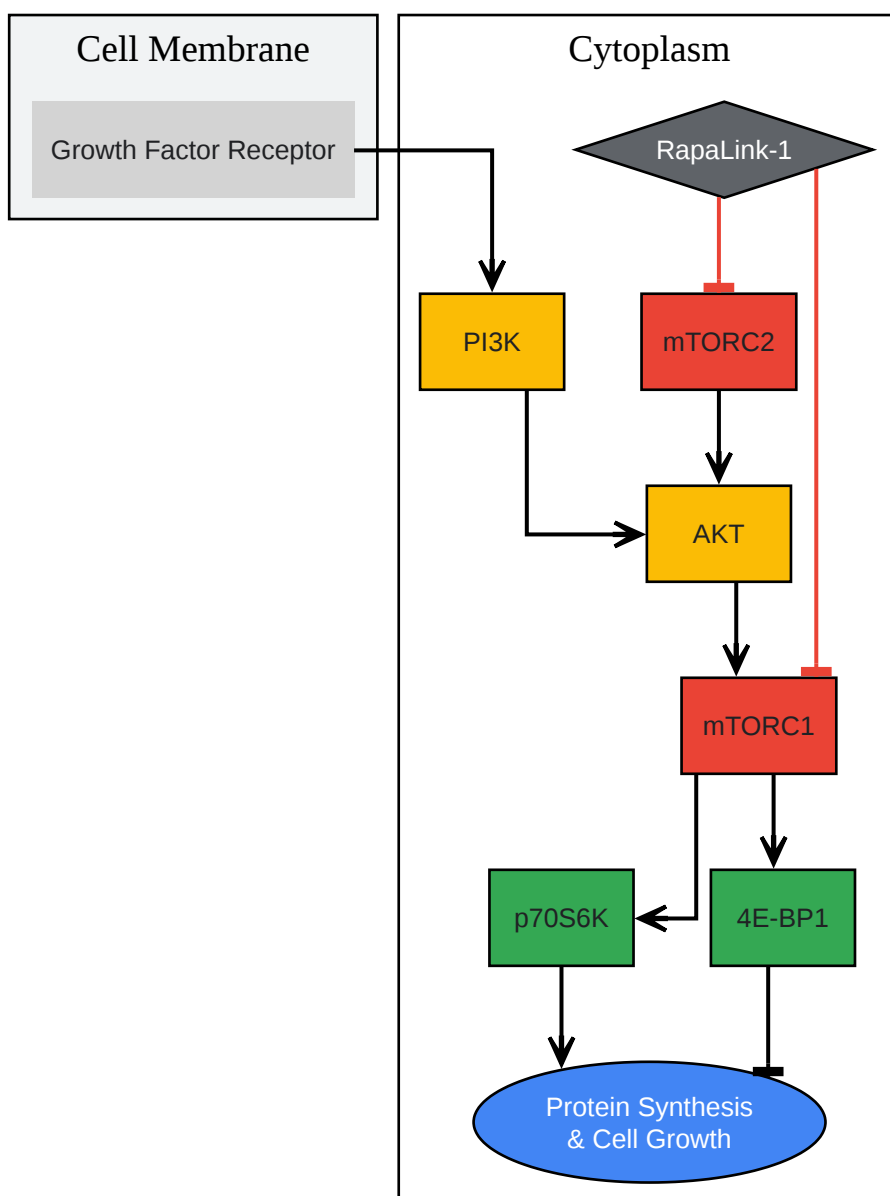 Cell Membrane
Cytoplasm
Growth Factor Receptor
RapaLink-1
PI3K
mTORC2
AKT
mTORC1
p70S6K
4E-BP1
Protein Synthesis
& Cell Growth